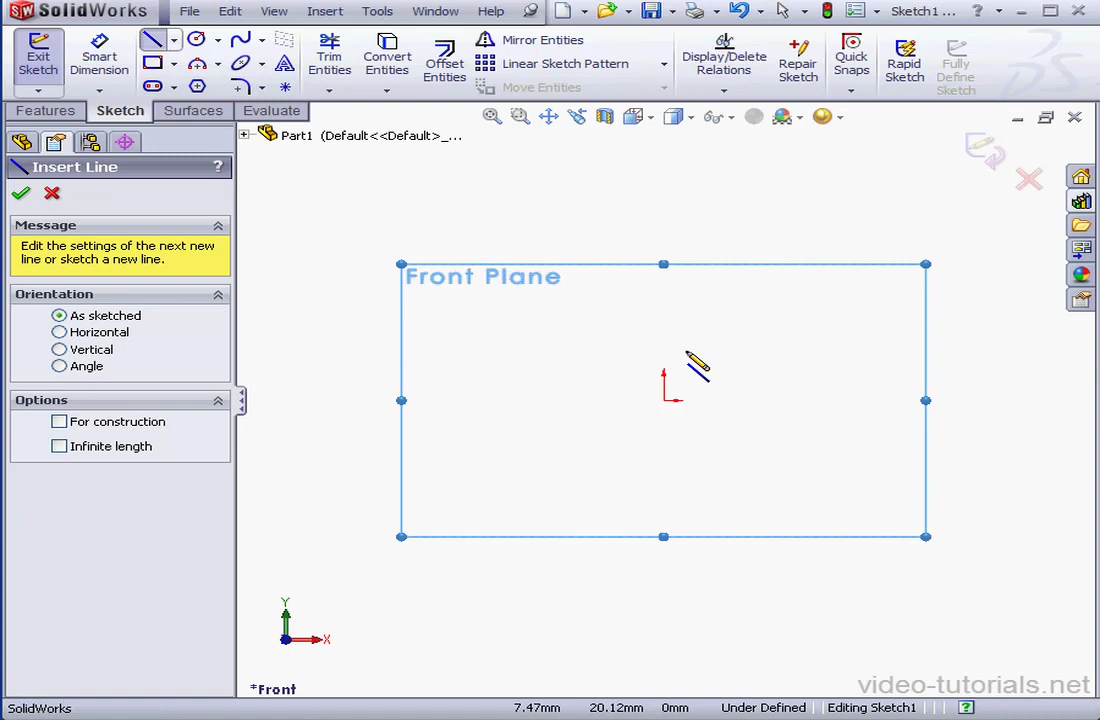 SolidWorks File Edit View Insert Tools Window Help Sketch1 ... ?
Exit Sketch
Smart Dimension
Trim Entities
Convert Entities
Offset Entities
Mirror Entities
Linear Sketch Pattern
Move Entities
Display/Delete Relations
Repair Sketch
Quick Snaps
Rapid Sketch
Fully Define Sketch
Features Sketch Surfaces Evaluate
Part1 (Default<<Default>_...
Insert Line ?
Message
Edit the settings of the next new
line or sketch a new line.
Orientation
As sketched
Horizontal
Vertical
Angle
Options
For construction
Infinite length
Front Plane
Y
X
*Front
video-tutorials.net
SolidWorks 7.47mm 20.12mm 0mm Under Defined Editing Sketch1 ?